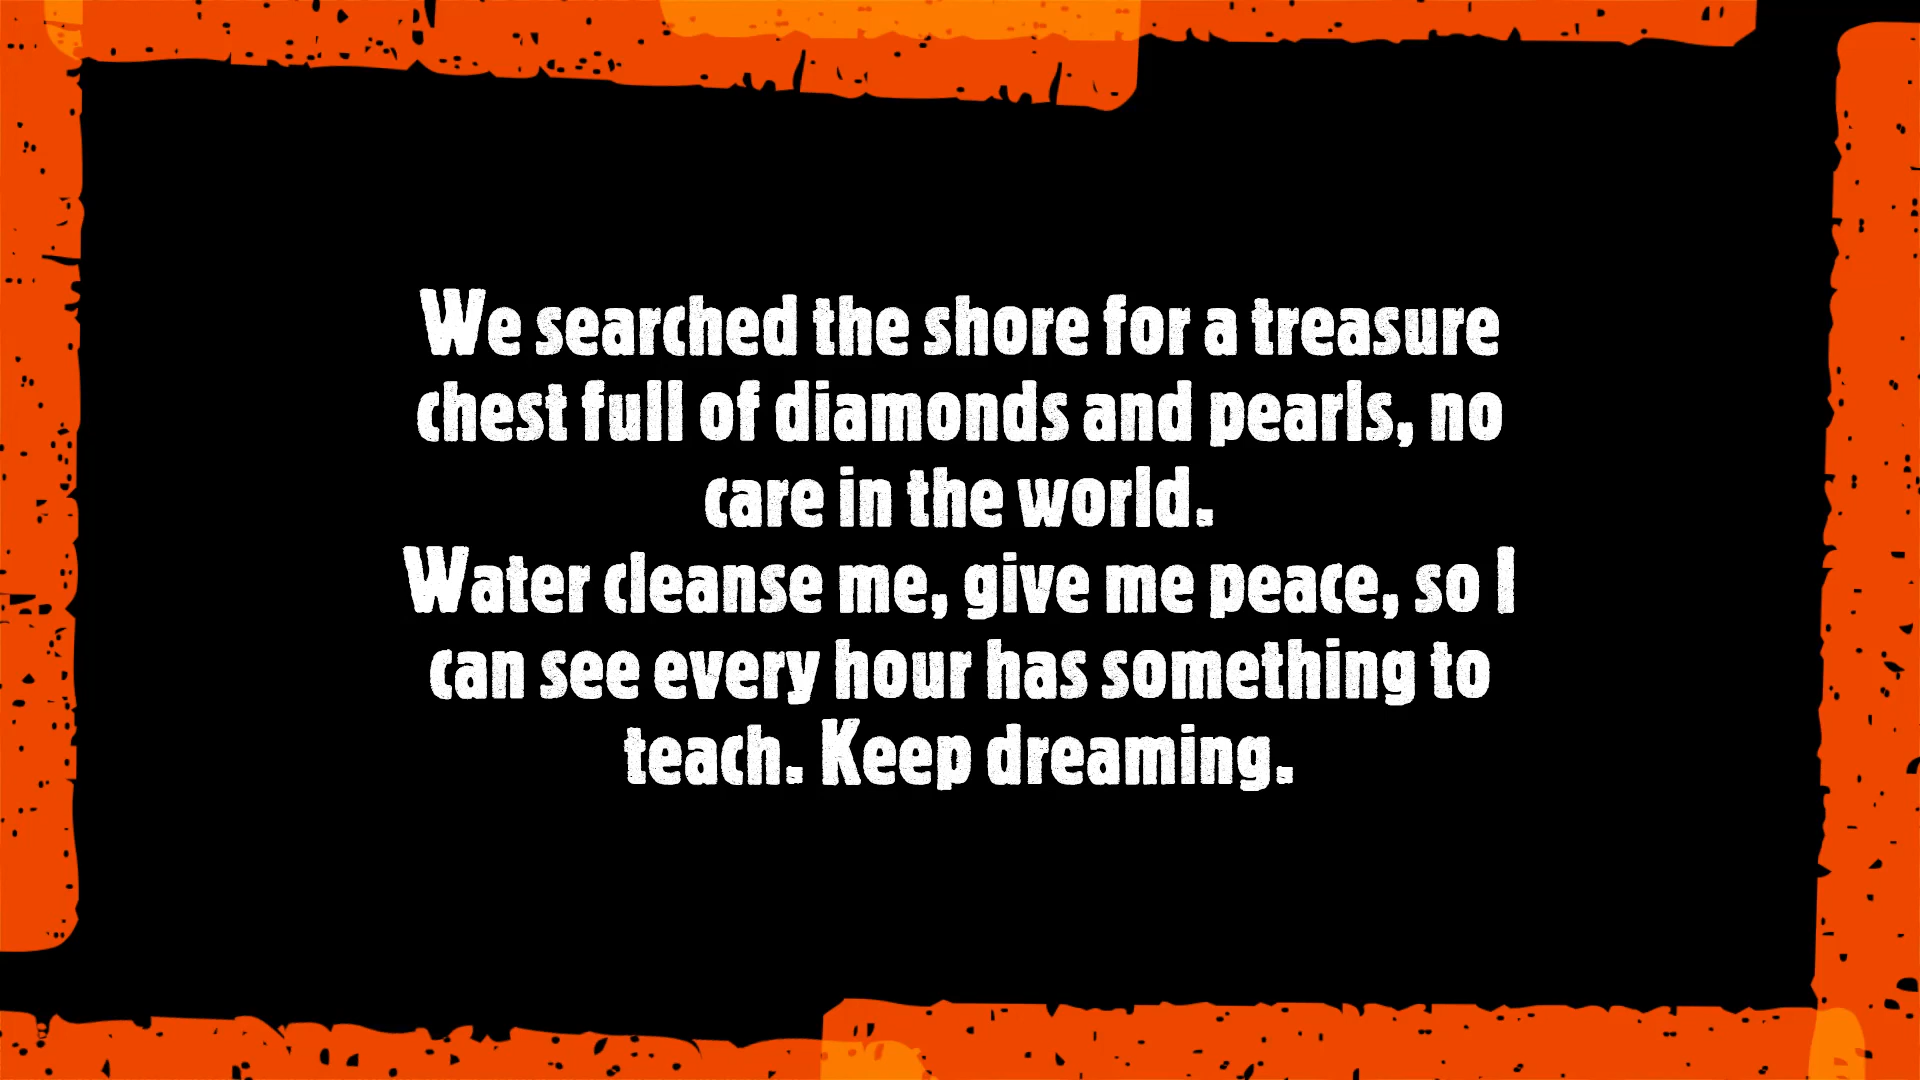 We searched the shore for a treasure
chest full of diamonds and pearls, no
care in the world.
Water cleanse me, give me peace, so I
can see every hour has something to
teach. Keep dreaming.